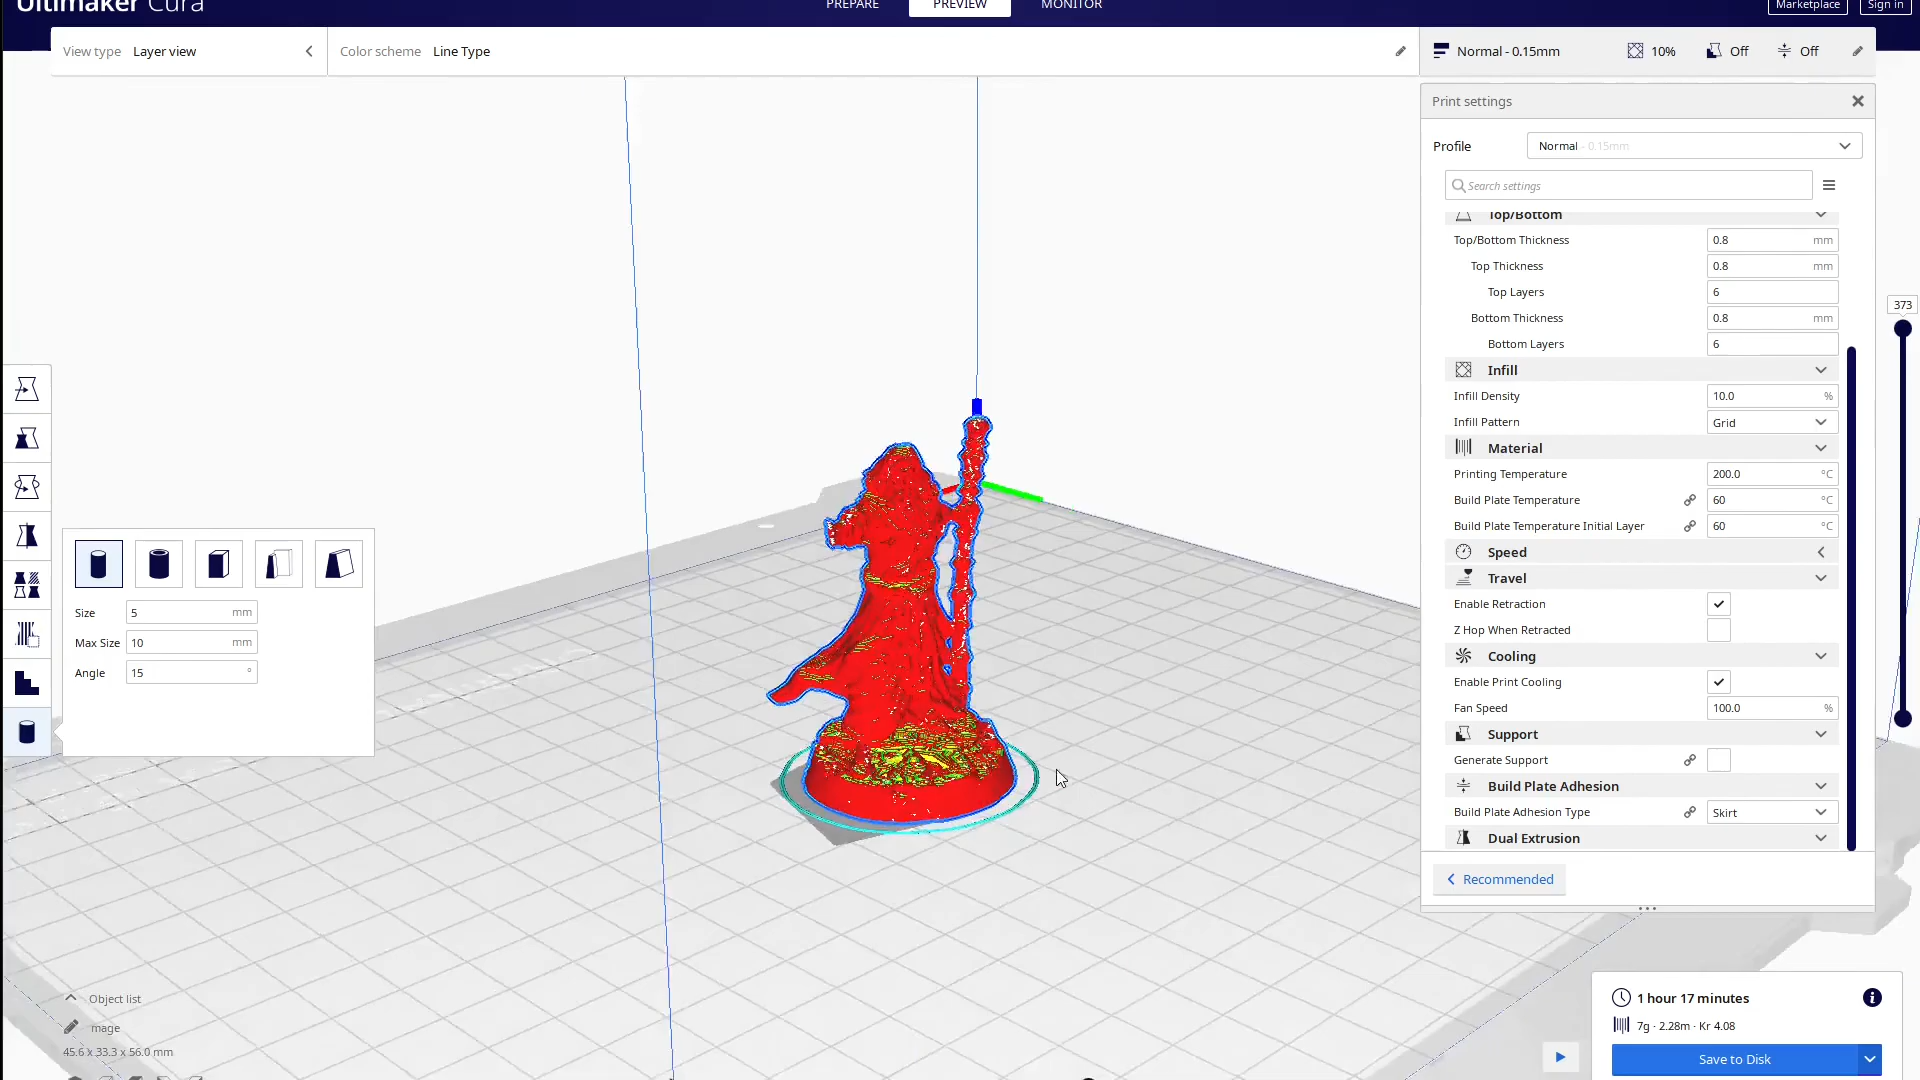 Ultimaker Cura
PREPARE PREVIEW MONITOR
Marketplace Sign in
View type Layer view
Color scheme Line Type
Normal - 0.15mm 10% Off Off
Print settings
Profile Normal - 0.15mm
Search settings
Top/Bottom
Top/Bottom Thickness 0.8 mm
Top Thickness 0.8 mm
Top Layers 6
Bottom Thickness 0.8 mm
Bottom Layers 6
Infill
Infill Density 10.0 %
Infill Pattern Grid
Material
Printing Temperature 200.0 °C
Build Plate Temperature 60 °C
Build Plate Temperature Initial Layer 60 °C
Speed
Travel
Enable Retraction
Z Hop When Retracted
Cooling
Enable Print Cooling
Fan Speed 100.0 %
Support
Generate Support
Build Plate Adhesion
Build Plate Adhesion Type Skirt
Dual Extrusion
Recommended
373
Size 5 mm
Max Size 10 mm
Angle 15 °
Object list
mage
45.6 x 33.3 x 56.0 mm
1 hour 17 minutes
7g · 2.28m · Kr 4.08
Save to Disk